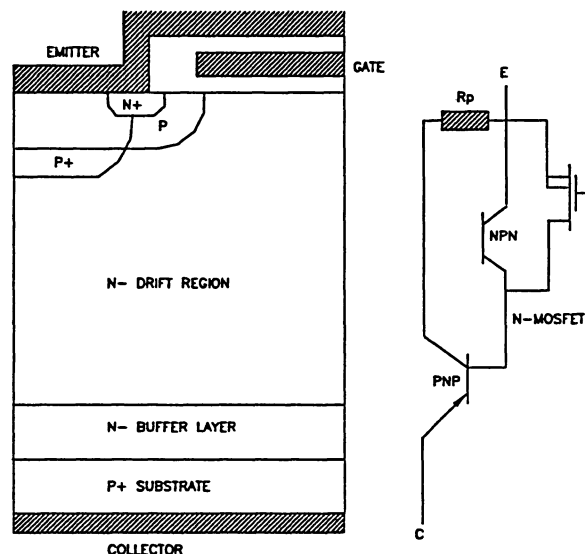 EMITTER
GATE
N+
P
P+
N- DRIFT REGION
N- BUFFER LAYER
P+ SUBSTRATE
COLLECTOR
E
Rp
NPN
N-MOSFET
PNP
C